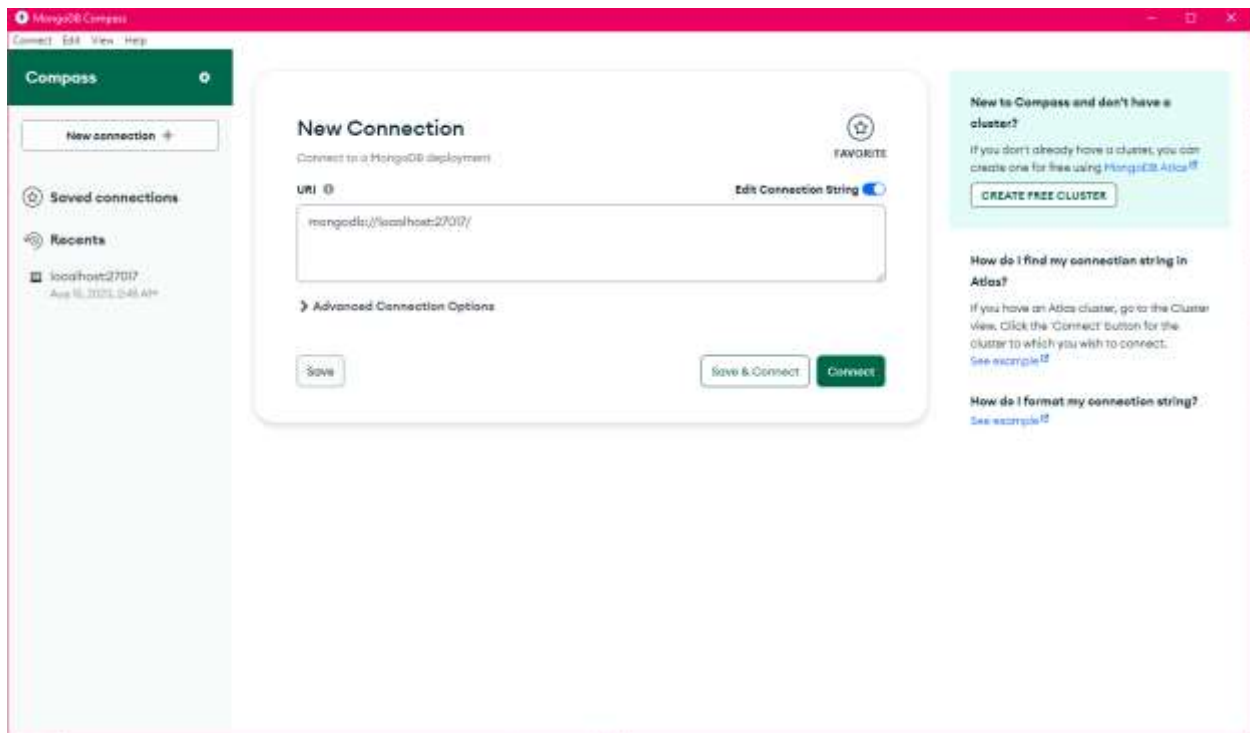 MongoDB Compass
Connect Edit View Help
Compass
New connection +
Saved connections
Recents
localhost:27017
New Connection
FAVORITE
Connect to a MongoDB deployment
URI
Edit Connection String
mongodb://localhost:27017/
Advanced Connection Options
Save
Save & Connect
Connect
New to Compass and don't have a
cluster?
If you don't already have a cluster, you can
create one for free using MongoDB Atlas
CREATE FREE CLUSTER
How do I find my connection string in
Atlas?
If you have an Atlas cluster, go to the Cluster
view. Click the 'Connect' button for the
cluster to which you wish to connect.
See example
How do I format my connection string?
See example